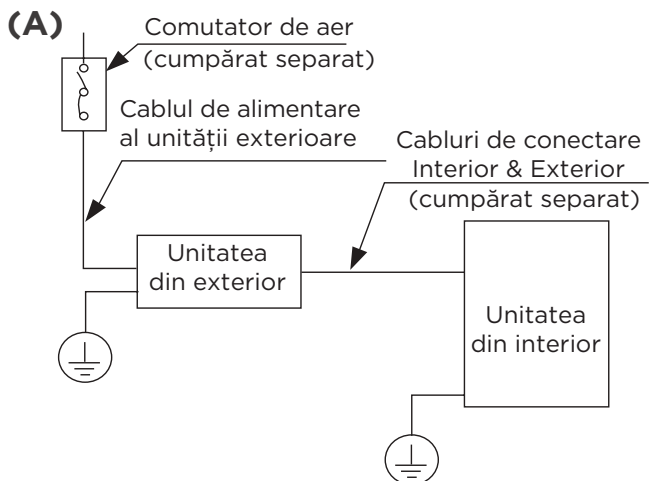 (A)
Comutator de aer
(cumpărat separat)
Cablul de alimentare
al unității exterioare
Cabluri de conectare
Interior & Exterior
(cumpărat separat)
Unitatea
din exterior
Unitatea
din interior